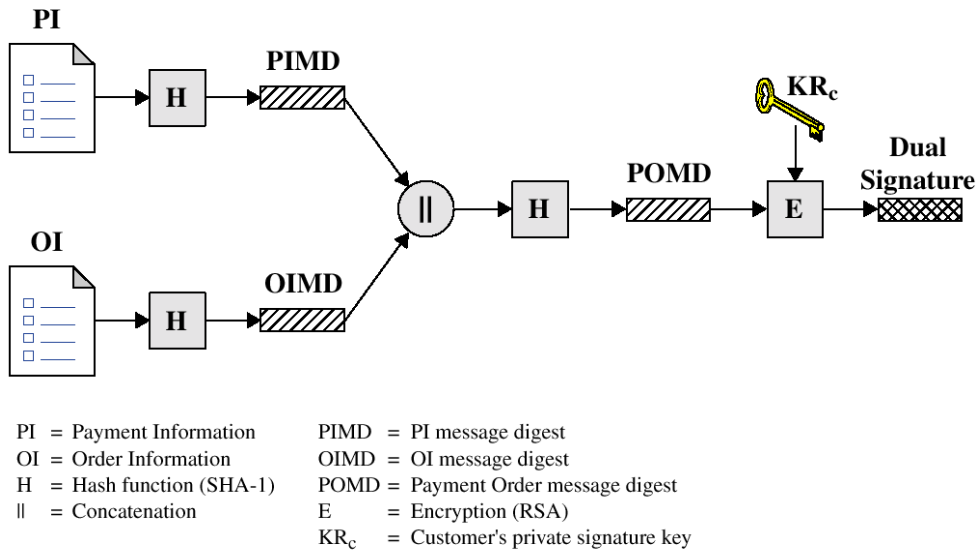 PI
PIMD
H
KRc
POMD
Dual
Signature
||
H
E
OI
OIMD
H
PI = Payment Information
OI = Order Information
H = Hash function (SHA-1)
|| = Concatenation
PIMD = PI message digest
OIMD = OI message digest
POMD = Payment Order message digest
E = Encryption (RSA)
KRc = Customer's private signature key